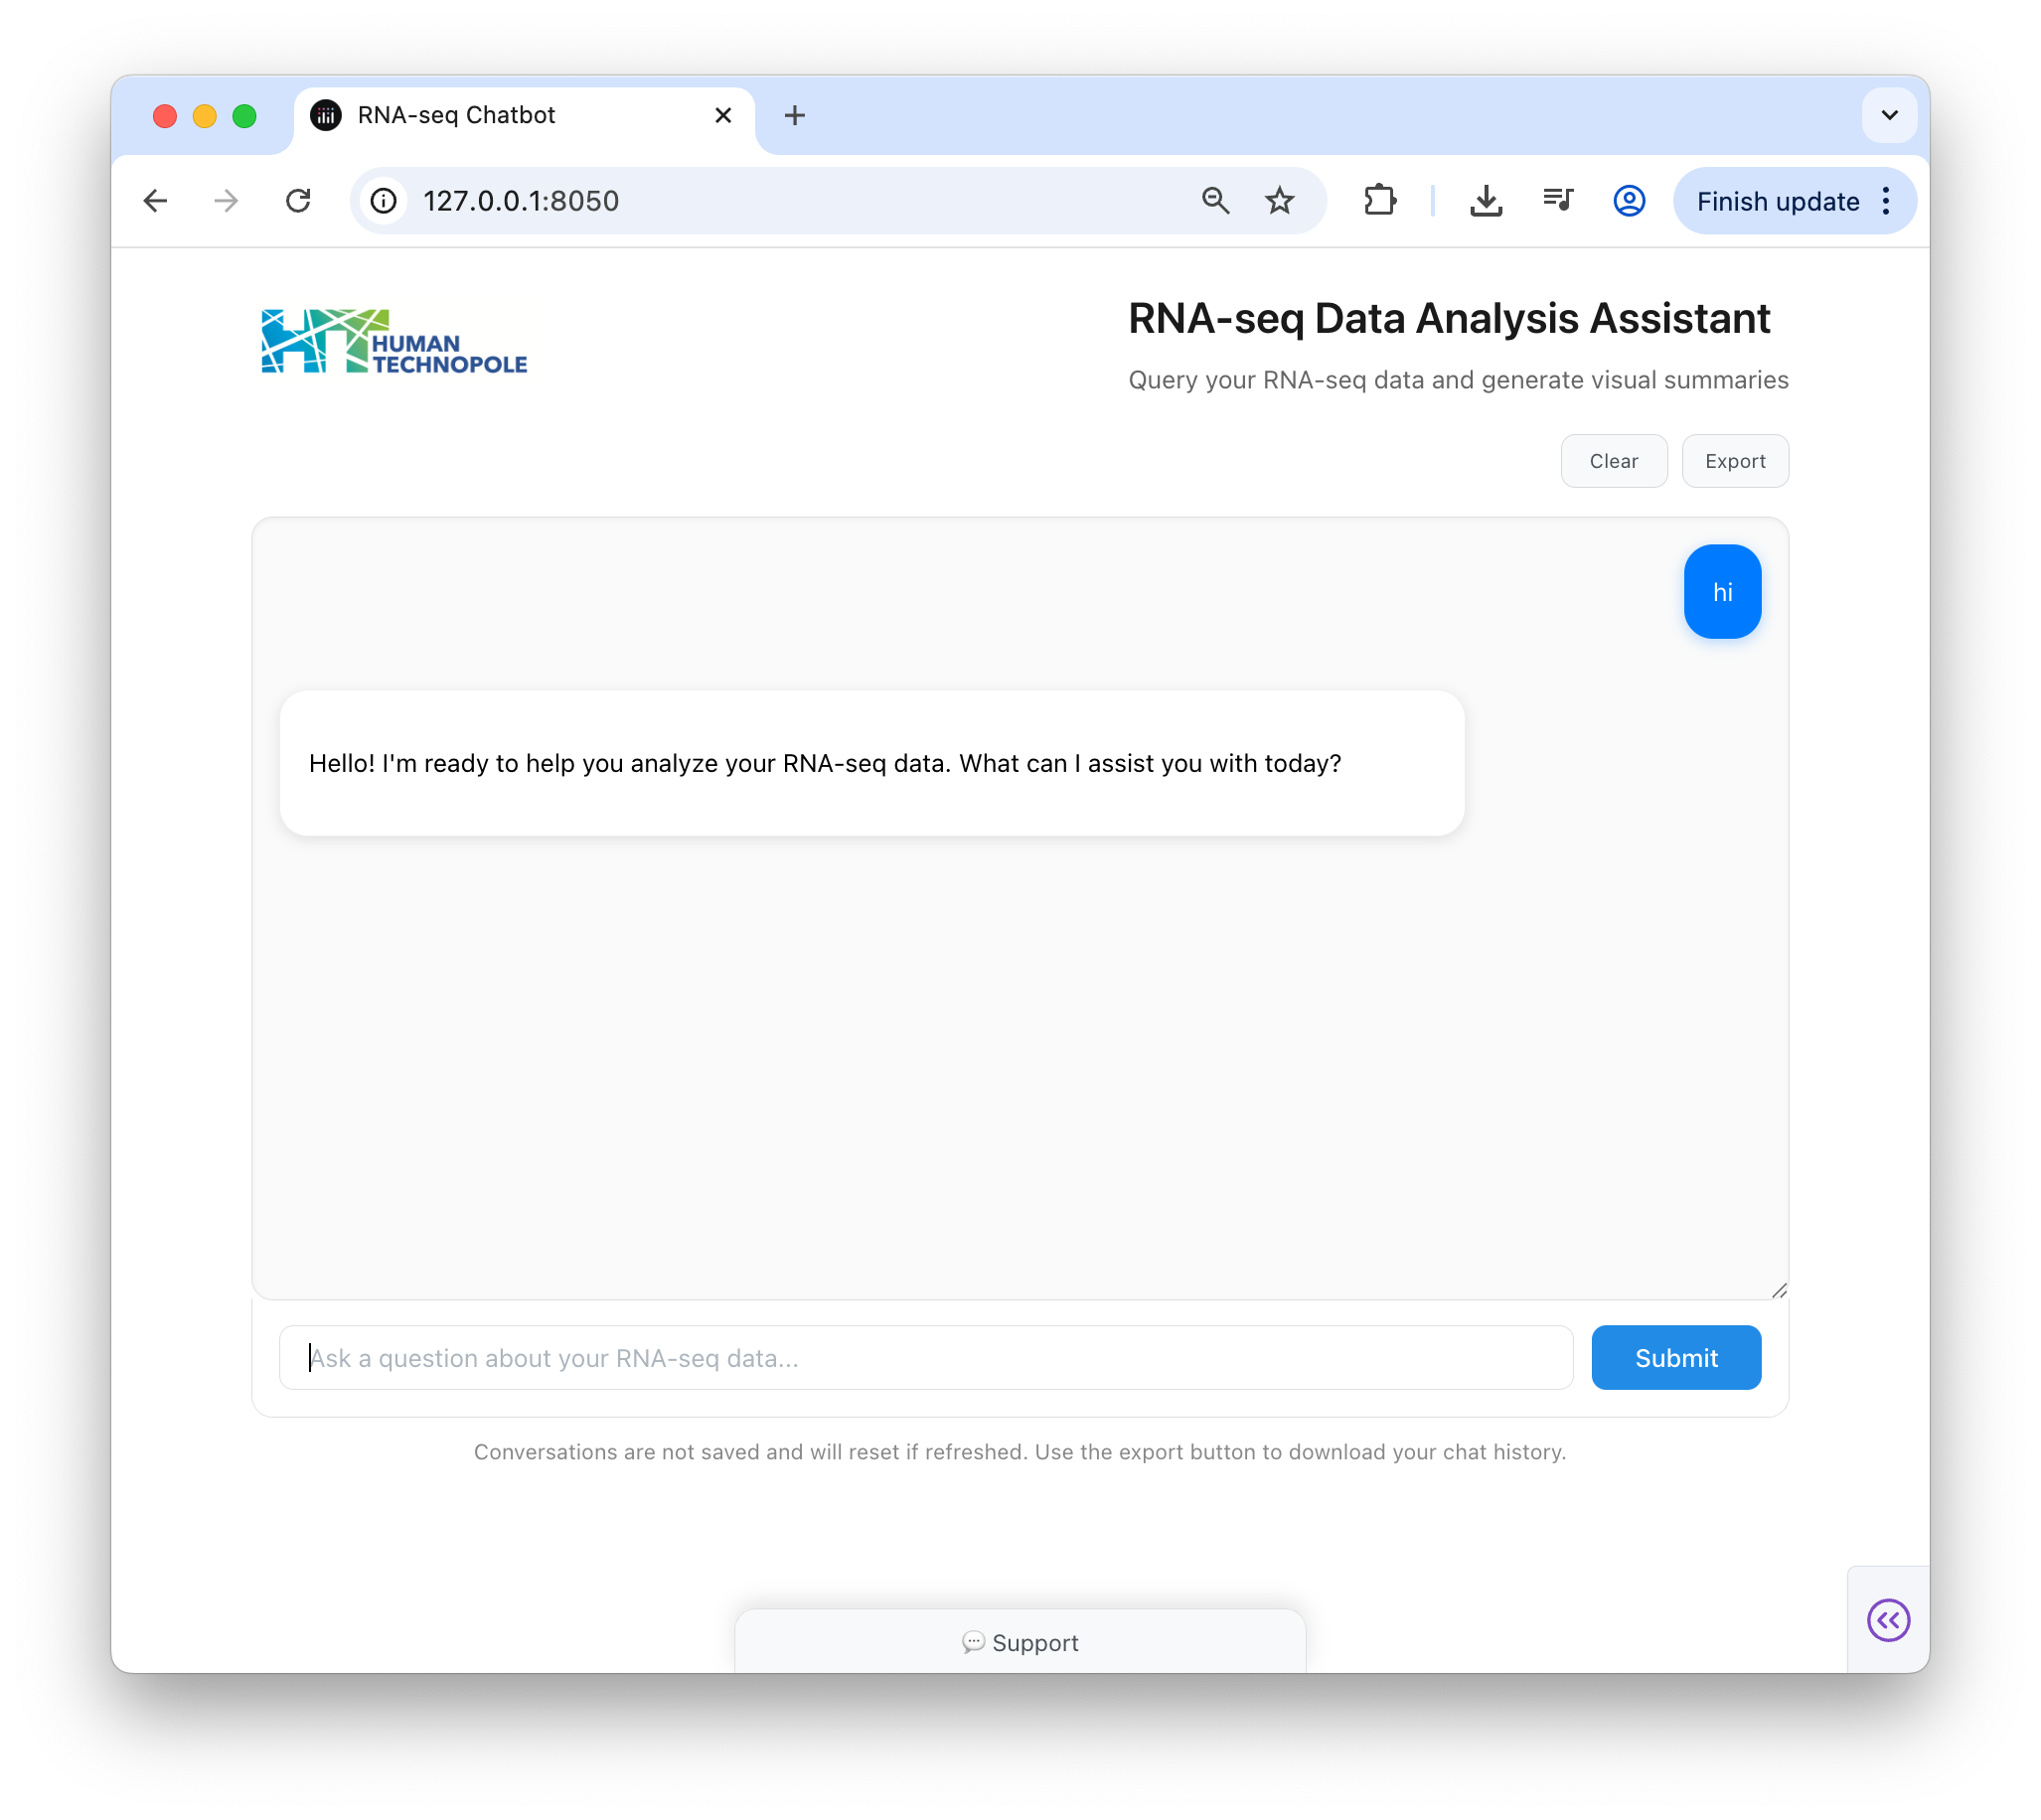 RNA-seq Chatbot
127.0.0.1:8050
Finish update
HUMAN
TECHNOPOLE
RNA-seq Data Analysis Assistant
Query your RNA-seq data and generate visual summaries
Clear
Export
hi
Hello! I'm ready to help you analyze your RNA-seq data. What can I assist you with today?
Ask a question about your RNA-seq data...
Submit
Conversations are not saved and will reset if refreshed. Use the export button to download your chat history.
Support